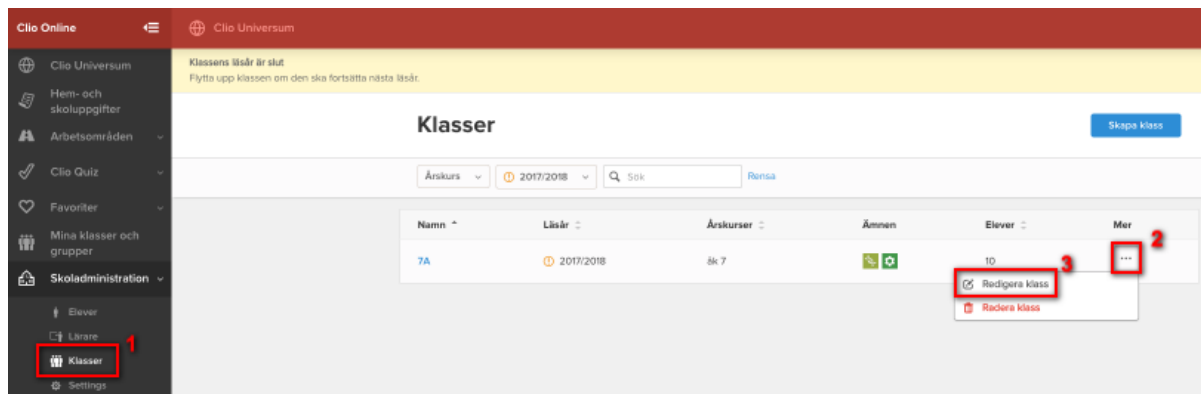 Clio Online
Clio Universum
Clio Universum
Hem- och
skoluppgifter
Arbetsområden
Clio Quiz
Favoriter
Mina klasser och
grupper
Skoladministration
Elever
Lärare
Klasser
1
Settings
Klassens läsår är slut
Flytta upp klassen om den ska fortsätta nästa läsår.
Klasser
Skapa klass
Årskurs
2017/2018
Sök
Rensa
Namn
Läsår
Årskurser
Ämnen
Elever
Mer
2
7A
2017/2018
åk 7
10
...
3
Redigera klass
Radera klass